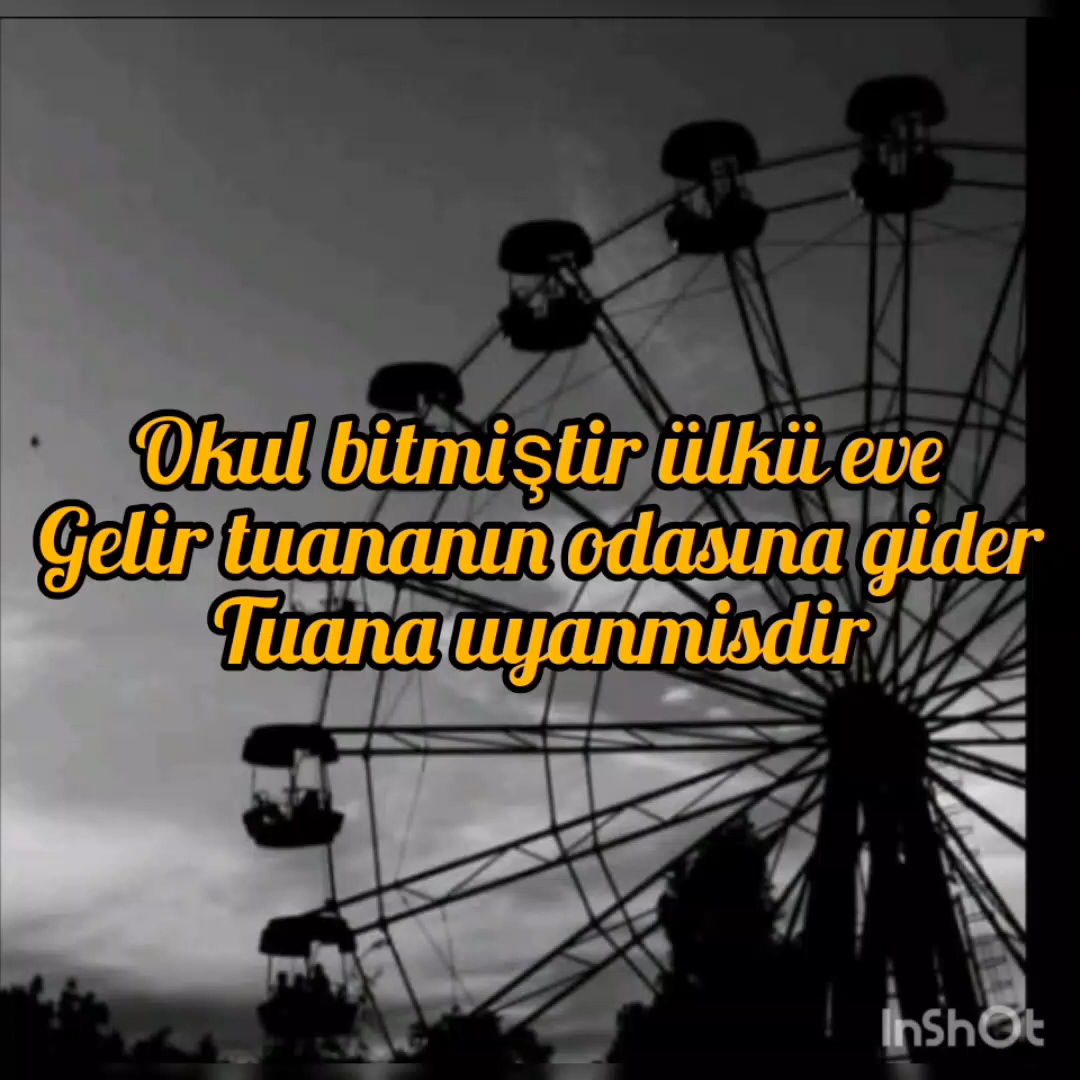 Okul bitmiştir ülkü eve
Gelir tuananın odasına gider
Tuana uyanmisdir
InShOt